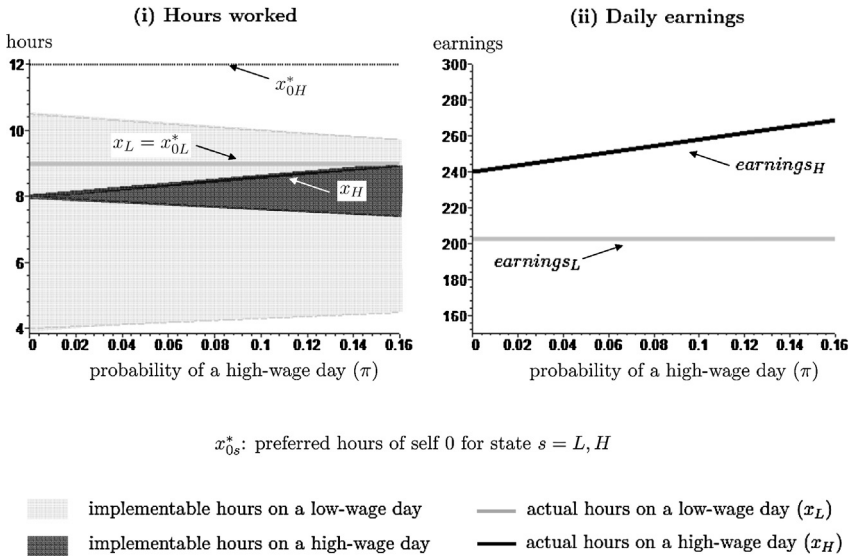 (i) Hours worked
hours
12
10
8
6
4
x*0H
xL = x*0L
xH
0 0.02 0.04 0.06 0.08 0.1 0.12 0.14 0.16
probability of a high-wage day (π)
(ii) Daily earnings
earnings
300
280
260
240
220
200
180
160
earningsH
earningsL
0 0.02 0.04 0.06 0.08 0.1 0.12 0.14 0.16
probability of a high-wage day (π)
x*0s: preferred hours of self 0 for state s = L, H
implementable hours on a low-wage day
implementable hours on a high-wage day
actual hours on a low-wage day (xL)
actual hours on a high-wage day (xH)